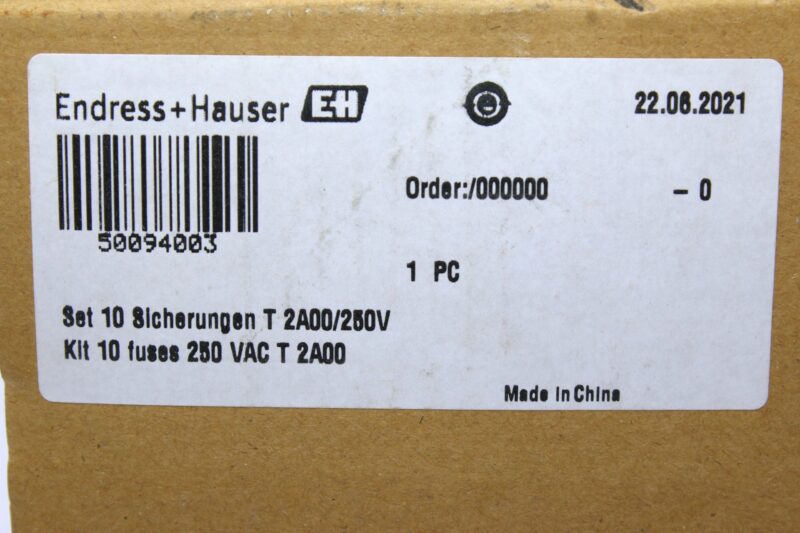 Endress+Hauser EH
22.06.2021
Order:/000000 - 0
50094003
1 PC
Set 10 Sicherungen T 2A00/250V
Kit 10 fuses 250 VAC T 2A00
Made in China